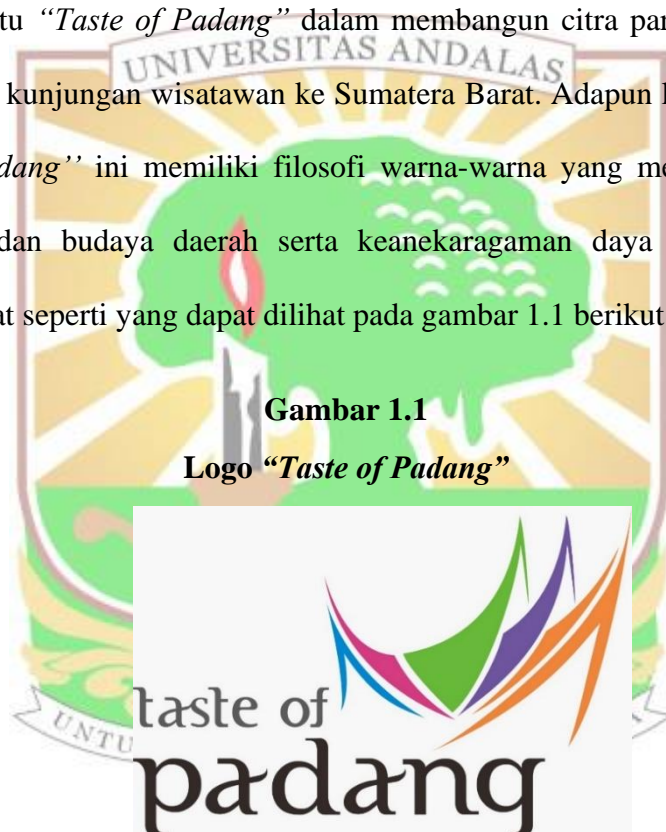 tu “Taste of Padang” dalam membangun citra par
UNIVERSITAS ANDALAS
kunjungan wisatawan ke Sumatera Barat. Adapun
dang’’ ini memiliki filosofi warna-warna yang me
dan budaya daerah serta keanekaragaman daya
at seperti yang dapat dilihat pada gambar 1.1 berikut
Gambar 1.1
Logo “Taste of Padang”
taste of
padang
UNTU